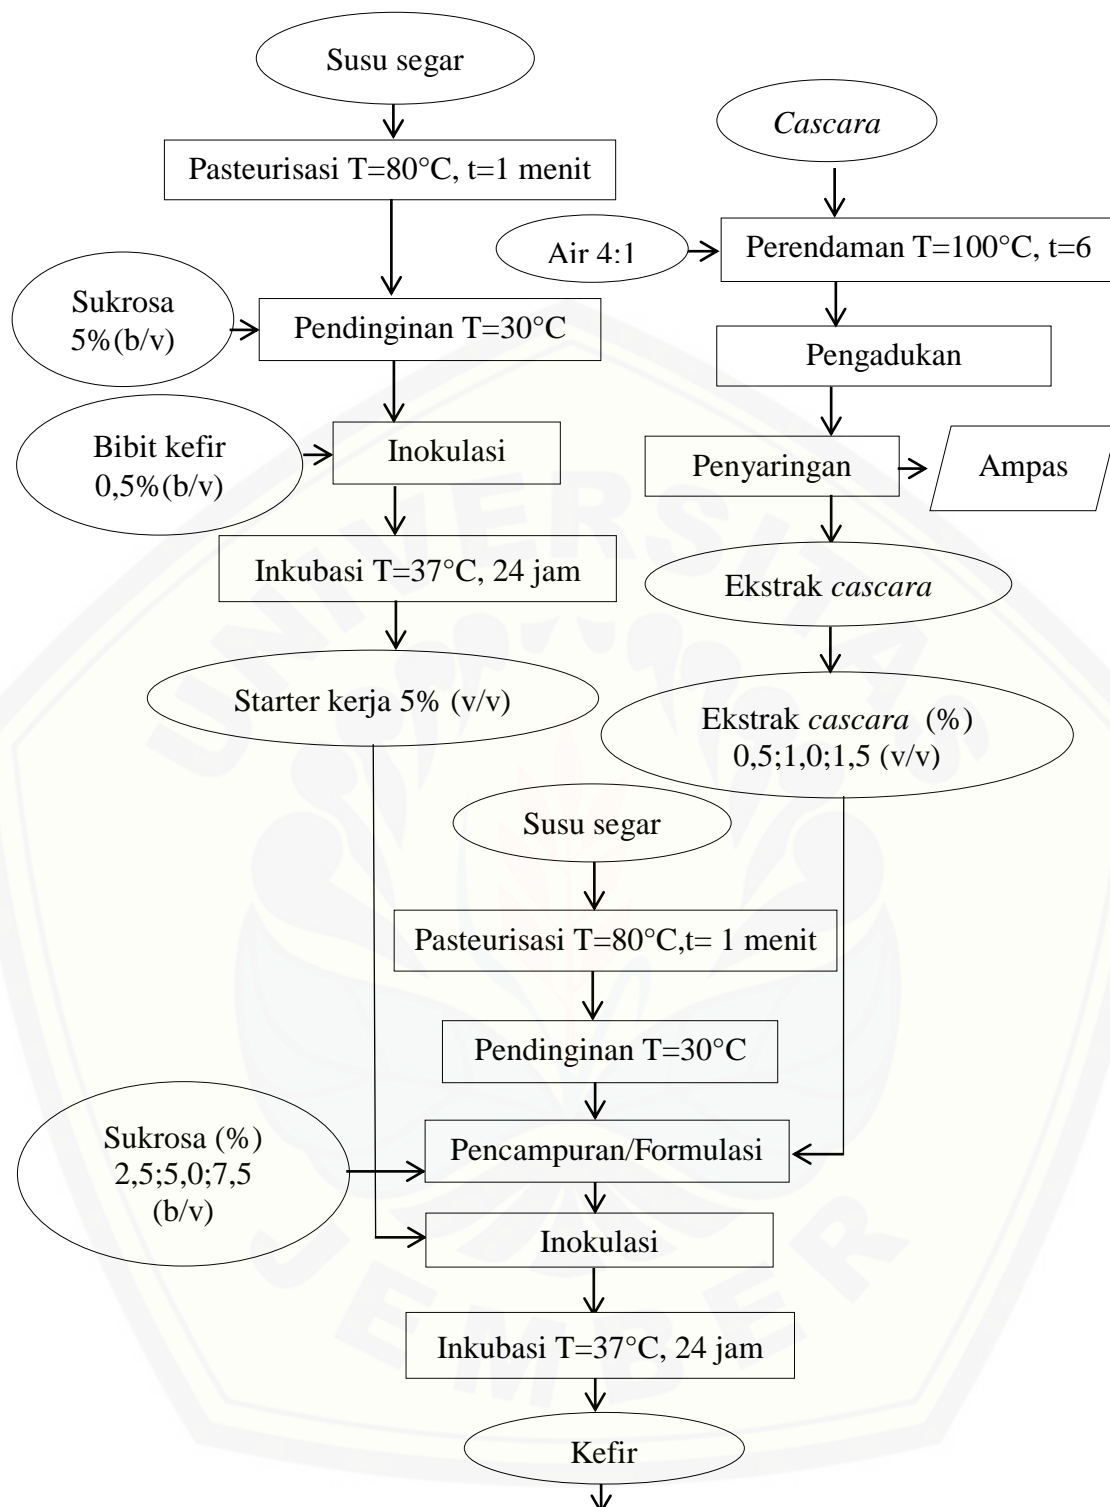 Susu segar
Pasteurisasi T=80°C, t=1 menit
Sukrosa
5%(b/v)
Pendinginan T=30°C
Bibit kefir
0,5%(b/v)
Inokulasi
Inkubasi T=37°C, 24 jam
Starter kerja 5% (v/v)
Cascara
Air 4:1
Perendaman T=100°C, t=6
Pengadukan
Penyaringan
Ampas
Ekstrak cascara
Ekstrak cascara (%)
0,5;1,0;1,5 (v/v)
Susu segar
Pasteurisasi T=80°C,t= 1 menit
Pendinginan T=30°C
Sukrosa (%)
2,5;5,0;7,5
(b/v)
Pencampuran/Formulasi
Inokulasi
Inkubasi T=37°C, 24 jam
Kefir
UNIVERSITAS
JEMBER